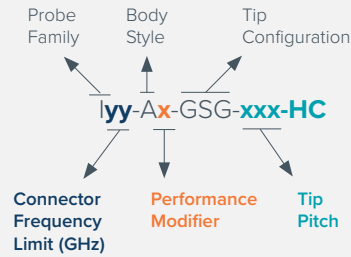 Probe Family
Body Style
Tip Configuration
Iyy-Ax-GSG-xxx-HC
Connector Frequency Limit (GHz)
Performance Modifier
Tip Pitch